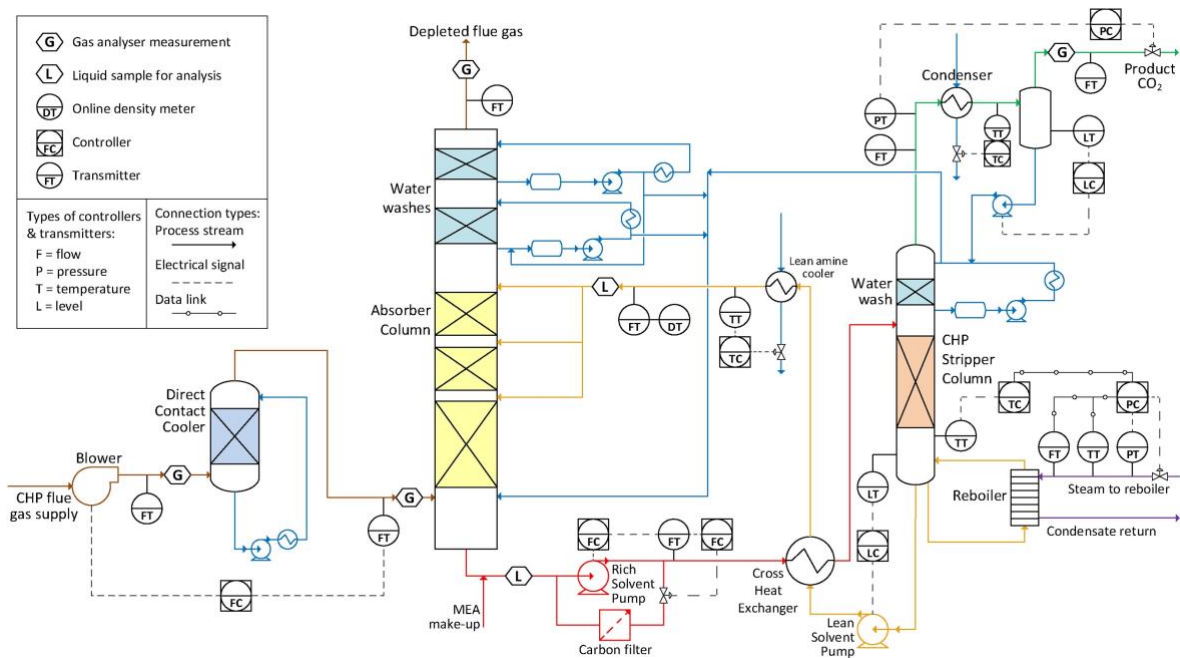 G
Gas analyser measurement
L
Liquid sample for analysis
DT
Online density meter
FC
Controller
FT
Transmitter
Types of controllers
& transmitters:
F = flow
P = pressure
T = temperature
L = level
Connection types:
Process stream
Electrical signal
Data link
Depleted flue gas
G
FT
Water
washes
Absorber
Column
L
FT
DT
TT
TC
Lean amine
cooler
Direct
Contact
Cooler
Blower
CHP flue
gas supply
FT
G
G
FT
FC
MEA
make-up
L
FC
FT
FC
Rich
Solvent
Pump
Carbon filter
Cross
Heat
Exchanger
Lean
Solvent
Pump
LT
LC
PC
G
FT
Product
CO2
Condenser
PT
FT
TT
TC
LT
LC
Water
wash
CHP
Stripper
Column
TT
TC
PC
FT
TT
PT
Reboiler
Steam to reboiler
Condensate return